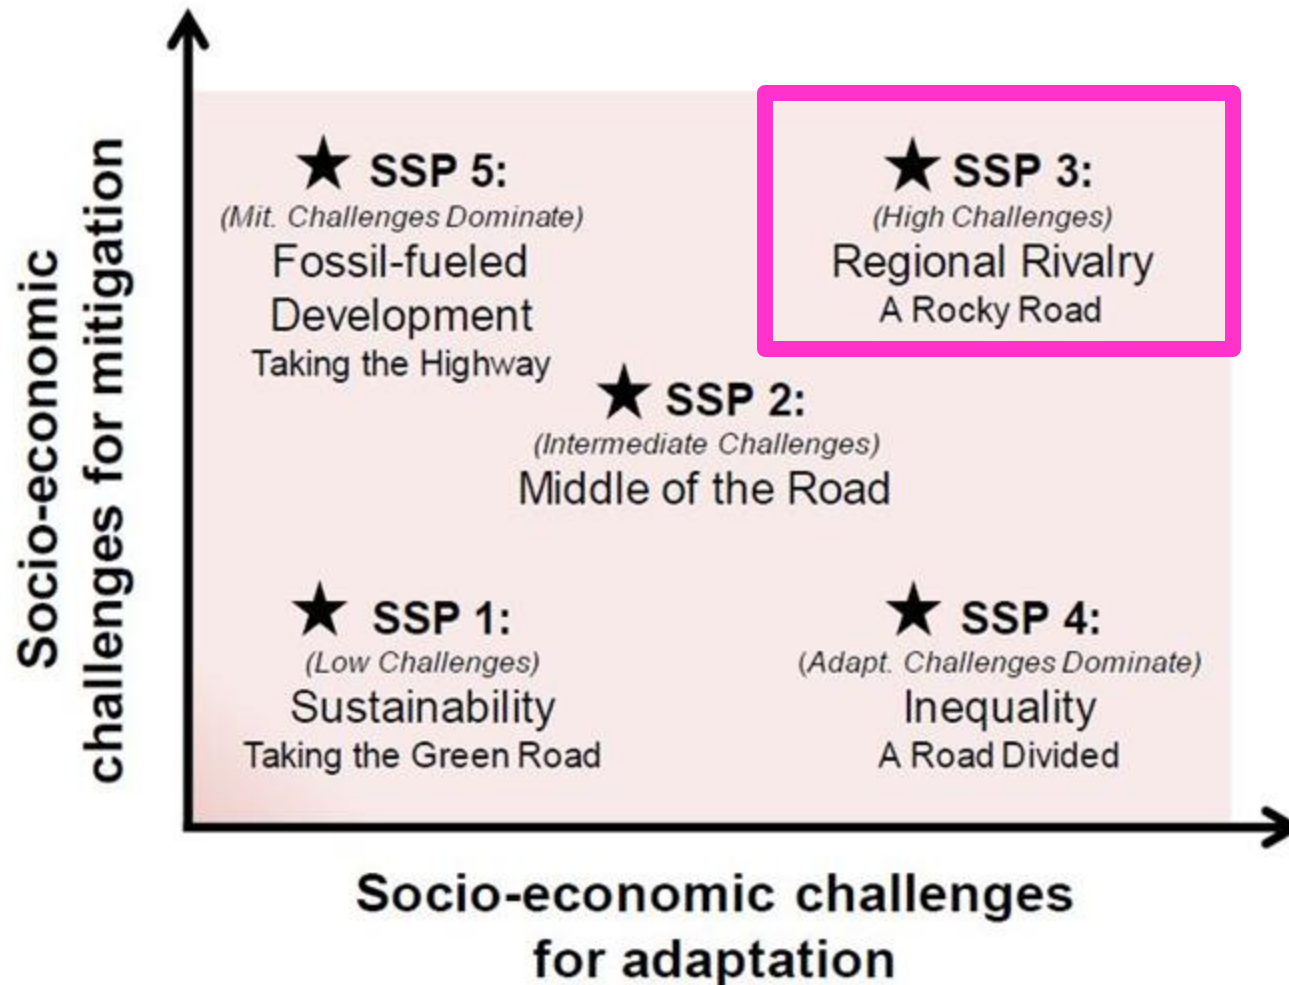 Socio-economic
challenges for mitigation
SSP 5:
(Mit. Challenges Dominate)
Fossil-fueled
Development
Taking the Highway
SSP 3:
(High Challenges)
Regional Rivalry
A Rocky Road
SSP 2:
(Intermediate Challenges)
Middle of the Road
SSP 1:
(Low Challenges)
Sustainability
Taking the Green Road
SSP 4:
(Adapt. Challenges Dominate)
Inequality
A Road Divided
Socio-economic challenges
for adaptation